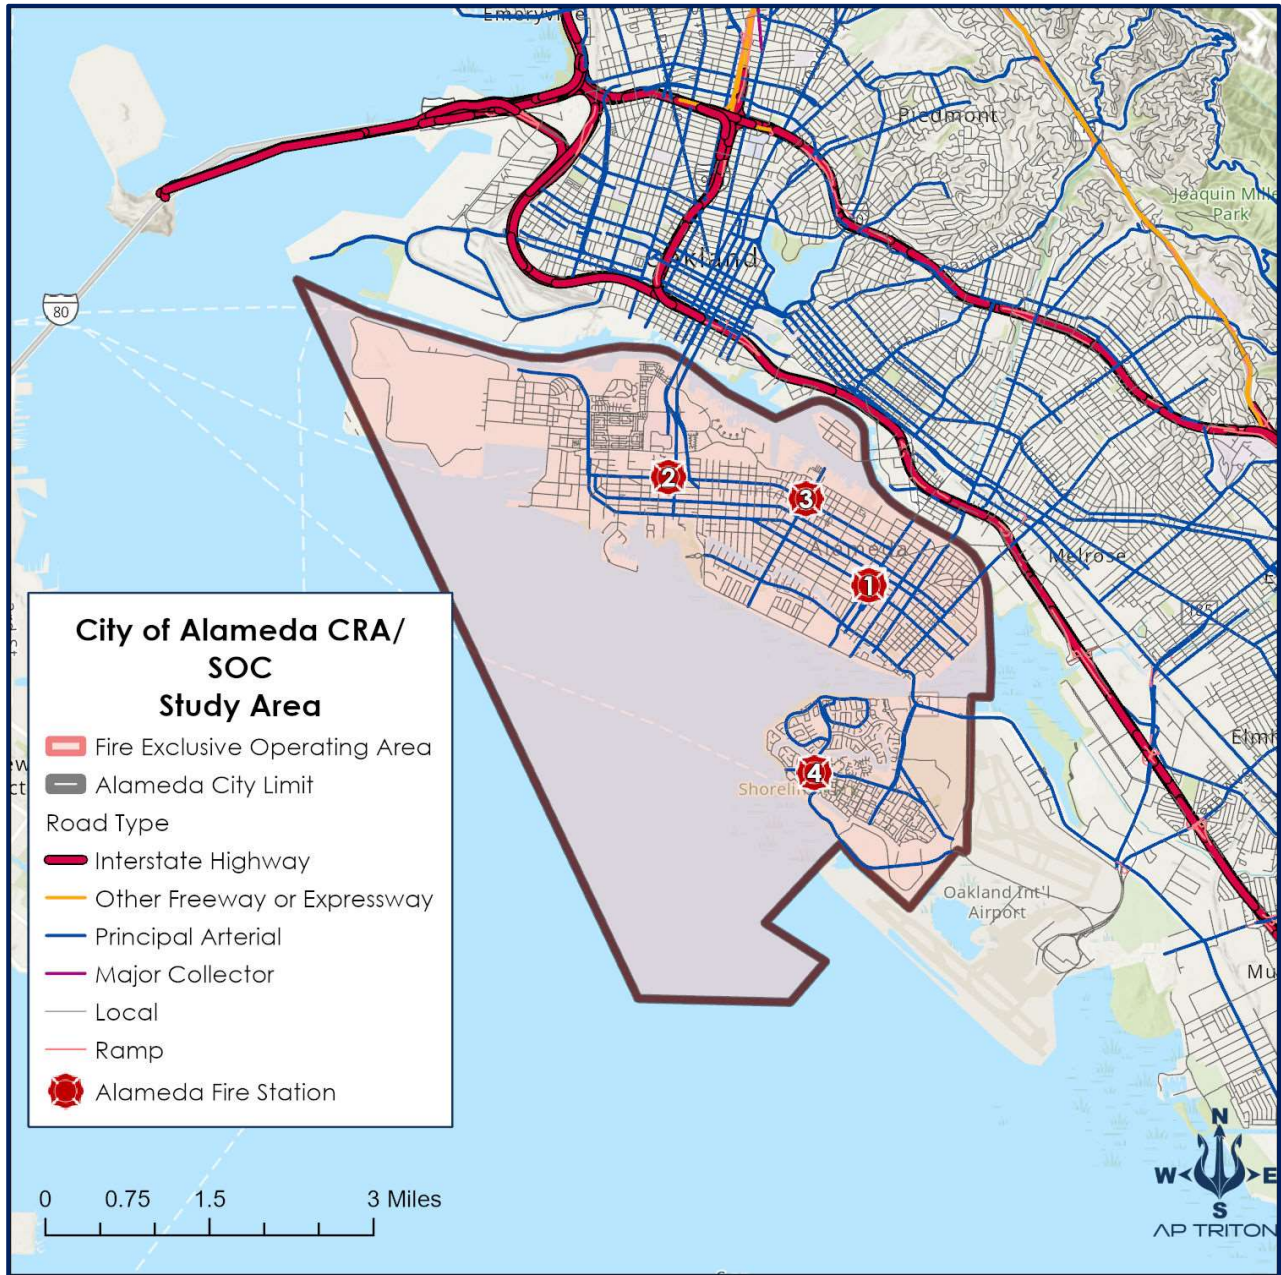 Emeryville
Piedmont
Joaquin Mille
Park
Oakland
80
2
3
Alameda
1
Melrose
185
Elmh
4
Oakland Int'l
Airport
Mu
City of Alameda CRA/
SOC
Study Area
Fire Exclusive Operating Area
Alameda City Limit
Road Type
Interstate Highway
Other Freeway or Expressway
Principal Arterial
Major Collector
Local
Ramp
Alameda Fire Station
0 0.75 1.5 3 Miles
N
W E
S
AP TRITON